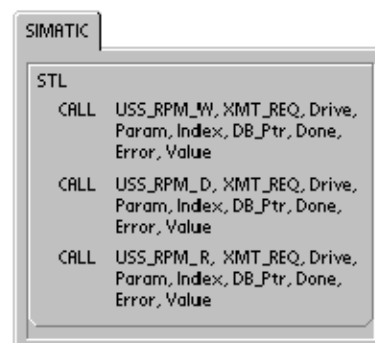 SIMATIC
STL
CALL USS_RPM_W, XMT_REQ, Drive,
Param, Index, DB_Ptr, Done,
Error, Value
CALL USS_RPM_D, XMT_REQ, Drive,
Param, Index, DB_Ptr, Done,
Error, Value
CALL USS_RPM_R, XMT_REQ, Drive,
Param, Index, DB_Ptr, Done,
Error, Value